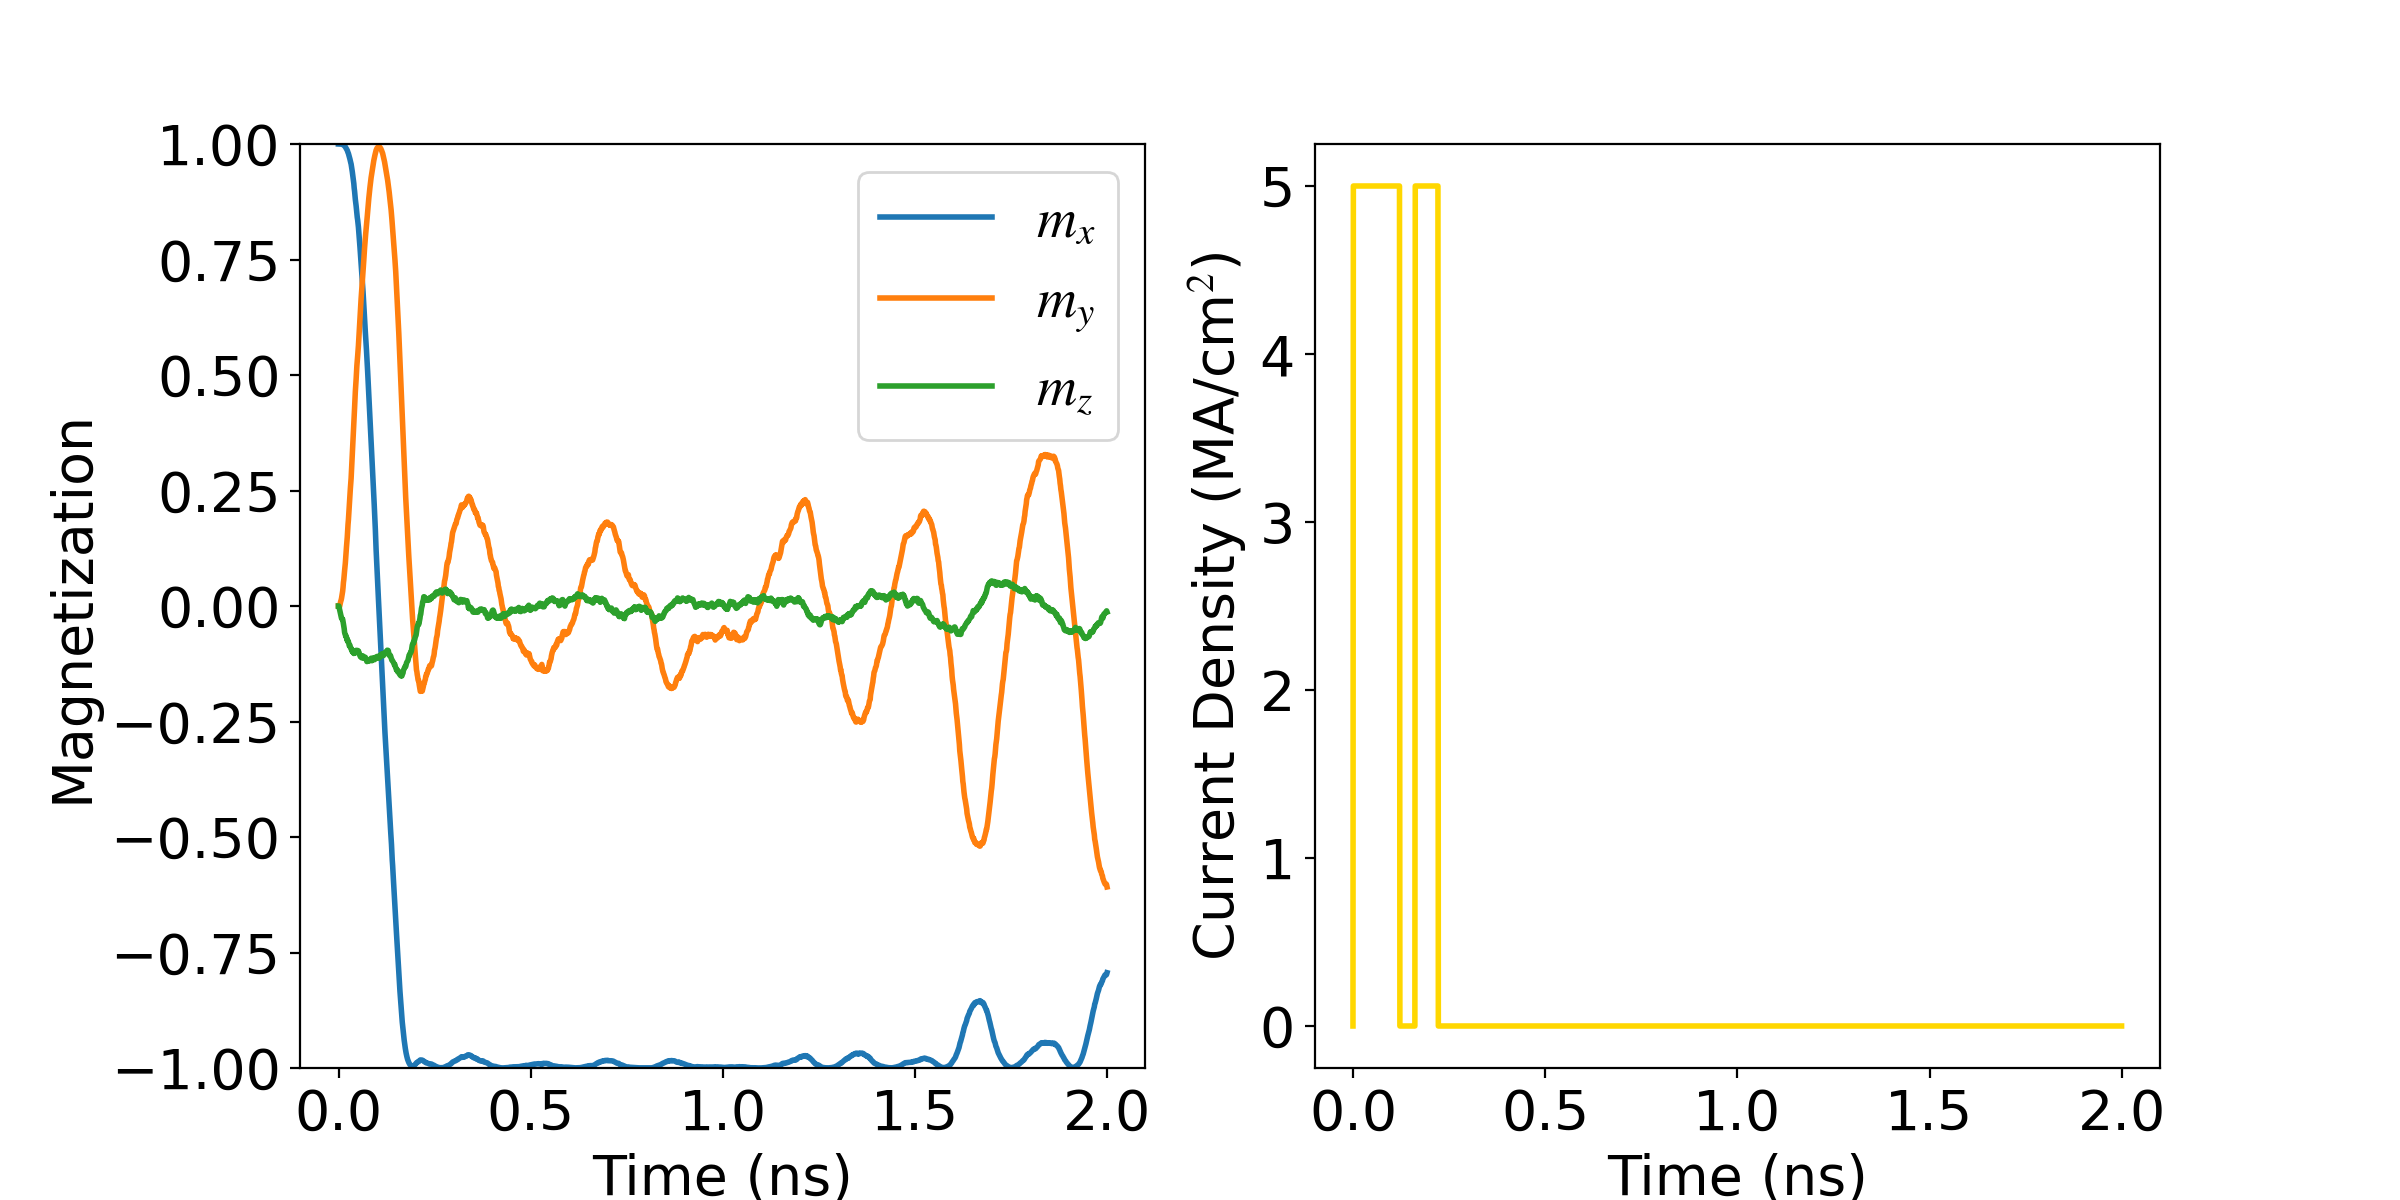 1.00
0.75
0.50
0.25
0.00
−0.25
−0.50
−0.75
−1.00
Magnetization
0.0 0.5 1.0 1.5 2.0
Time (ns)
m_x
m_y
m_z
5
4
3
2
1
0
Current Density (MA/cm²)
0.0 0.5 1.0 1.5 2.0
Time (ns)